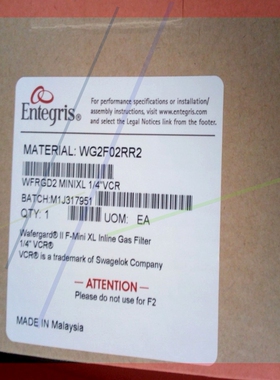 Entegris®
For performance specifications or installation/
assembly instructions, visit www.entegris.com
and select the Legal Notices link from the footer.
MATERIAL: WG2F02RR2
WFRGD2 MINIXL 1/4"VCR
BATCH:M1J317951
QTY: 1 UOM: EA
Wafergard® II F-Mini XL Inline Gas Filter
1/4" VCR®
VCR® is a trademark of Swagelok Company
– ATTENTION –
Please do not use for F2
MADE IN Malaysia